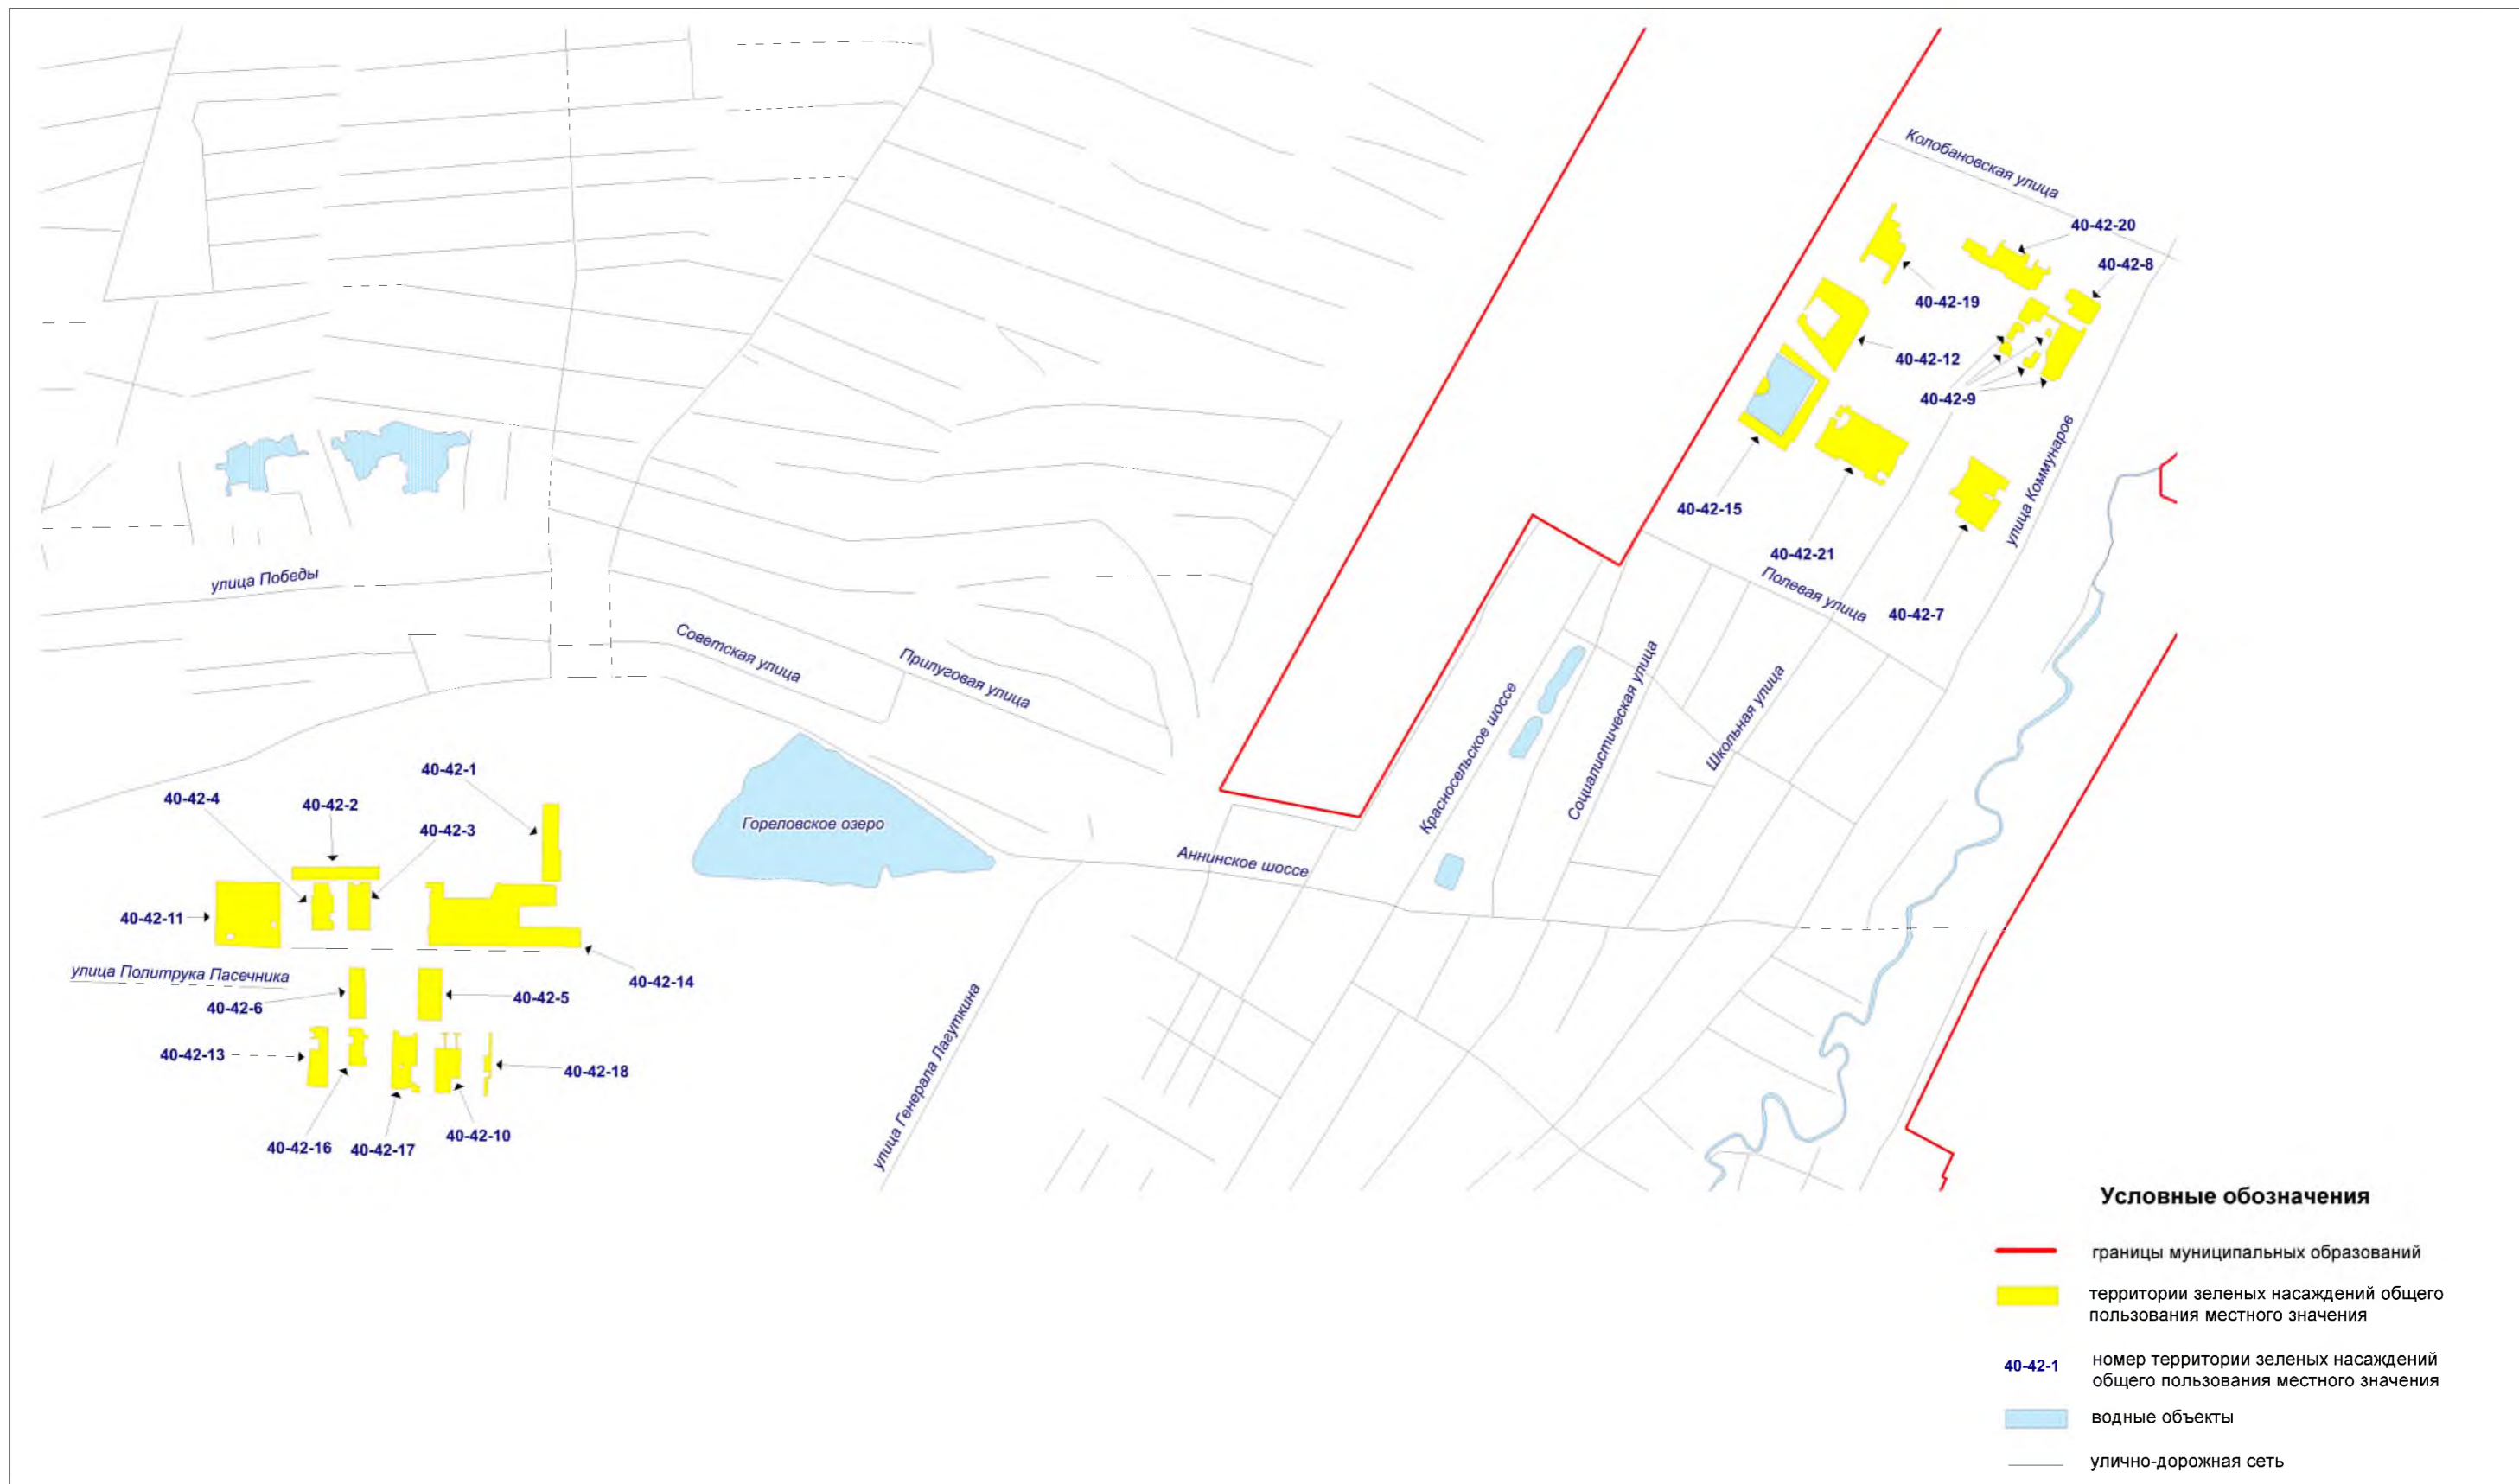 Колобановская улица
40-42-20
40-42-8
40-42-19
40-42-12
40-42-9
улица Коммунаров
40-42-15
40-42-21
Полевая улица
40-42-7
улица Победы
Советская улица
Прилуговая улица
Красносельское шоссе
Социалистическая улица
Школьная улица
40-42-1
40-42-4
40-42-2
40-42-3
Гореловское озеро
Аннинское шоссе
40-42-11
улица Политрука Пасечника
40-42-14
40-42-6
40-42-5
улица Генерала Лагуткина
40-42-13
40-42-18
40-42-16
40-42-17
40-42-10
Условные обозначения
границы муниципальных образований
территории зеленых насаждений общего
пользования местного значения
40-42-1
номер территории зеленых насаждений
общего пользования местного значения
водные объекты
улично-дорожная сеть